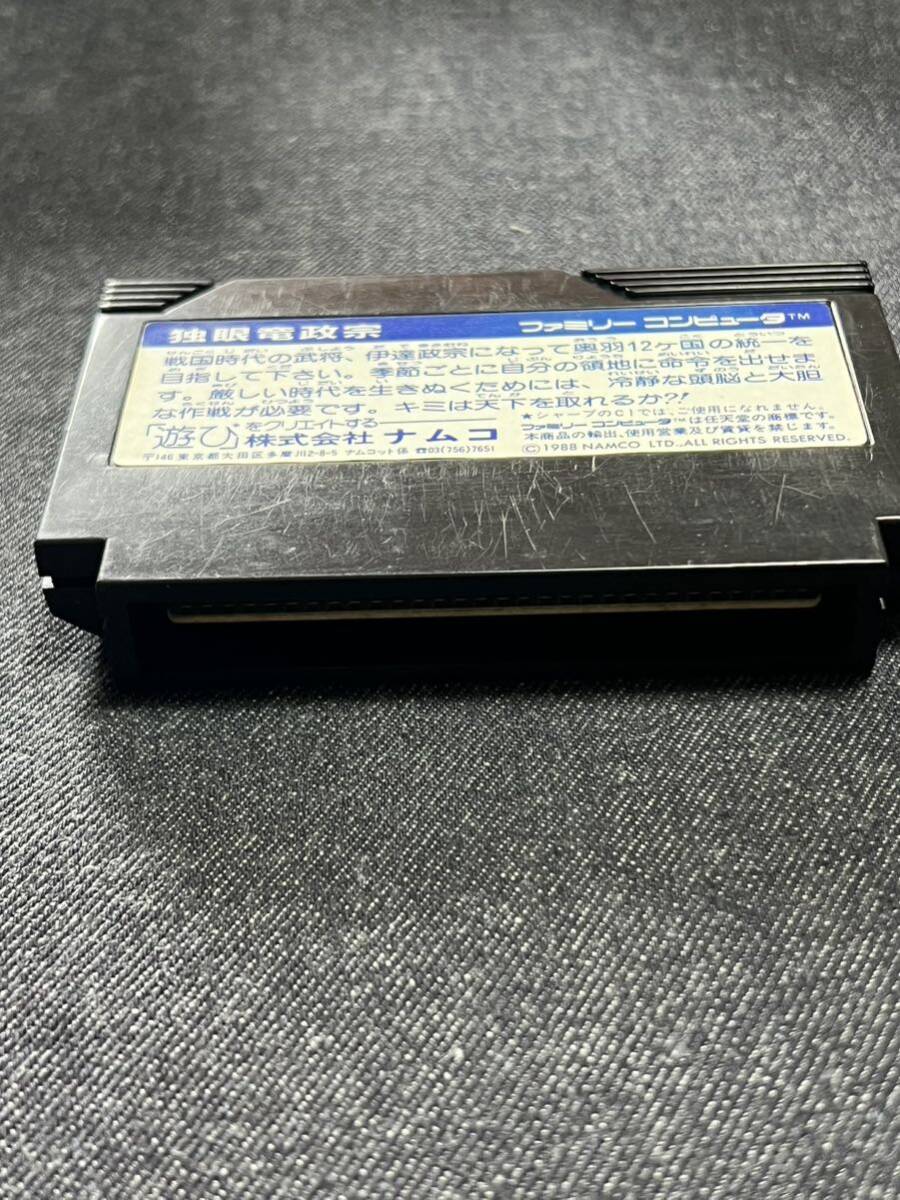 独眼竜政宗
ファミリー コンピュータ™
戦国時代の武将、伊達政宗になって奥羽12ヶ国の統一を
目指して下さい。季節ごとに自分の領地に命令を出せま
す。厳しい時代を生きぬくためには、冷静な頭脳と大胆
な作戦が必要です。キミは天下を取れるか?!
「遊び」をクリエイトする
株式会社 ナムコ
〒146 東京都大田区多摩川2-8-5 ナムコット係 ☎03(756)7651
★シャープのC1では、ご使用になれません。
ファミリー コンピュータ™は任天堂の商標です。
本商品の輸出、使用営業及び賃貸を禁じます。
©1988 NAMCO LTD., ALL RIGHTS RESERVED.